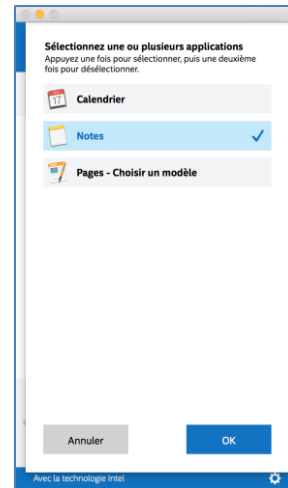 Sélectionnez une ou plusieurs applications
Appuyez une fois pour sélectionner, puis une deuxième
fois pour désélectionner.
17
Calendrier
Notes
Pages - Choisir un modèle
Annuler
OK
Avec la technologie Intel